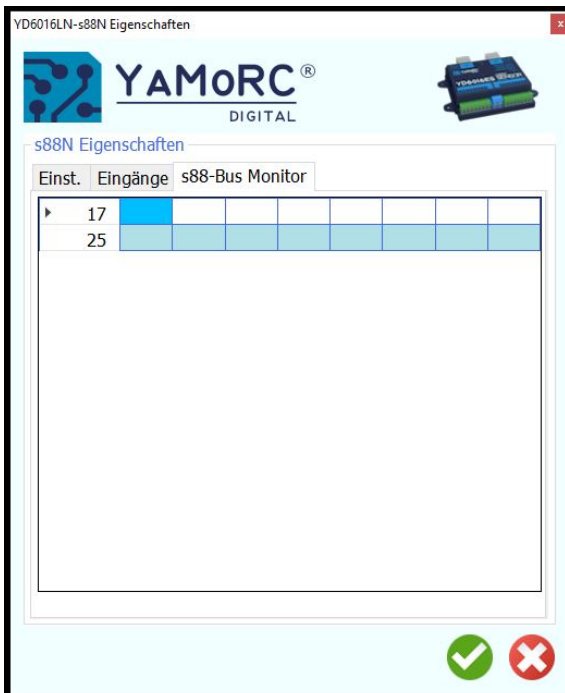 YD6016LN-s88N Eigenschaften
x
YAMORC®
DIGITAL
s88N Eigenschaften
Einst. Eingänge s88-Bus Monitor
17
25